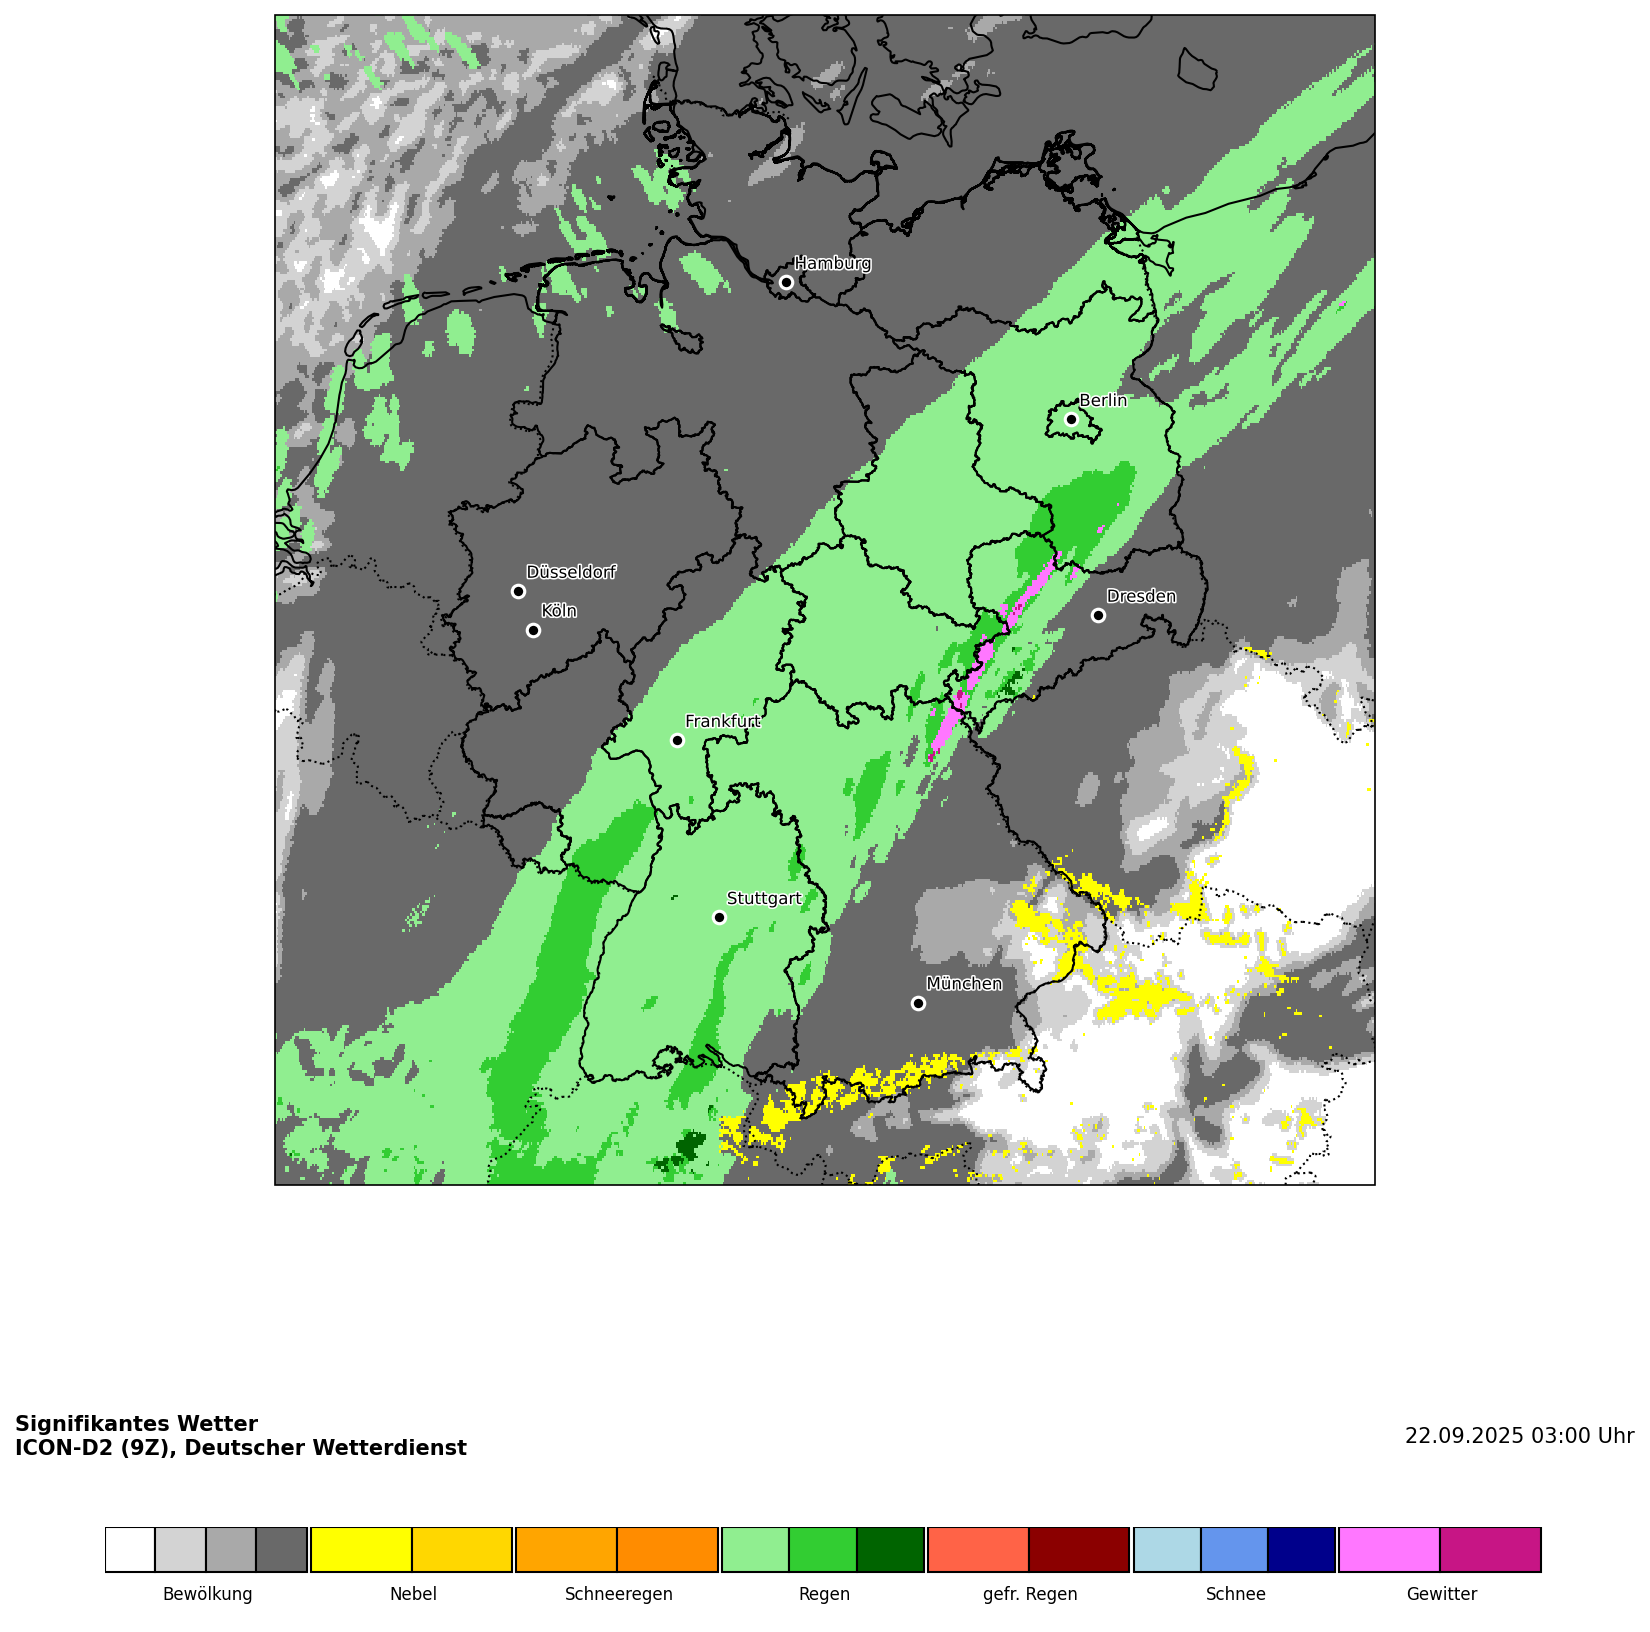 Hamburg
Berlin
Düsseldorf
Köln
Dresden
Frankfurt
Stuttgart
München
Signifikantes Wetter
ICON-D2 (9Z), Deutscher Wetterdienst
22.09.2025 03:00 Uhr
Bewölkung
Nebel
Schneeregen
Regen
gefr. Regen
Schnee
Gewitter